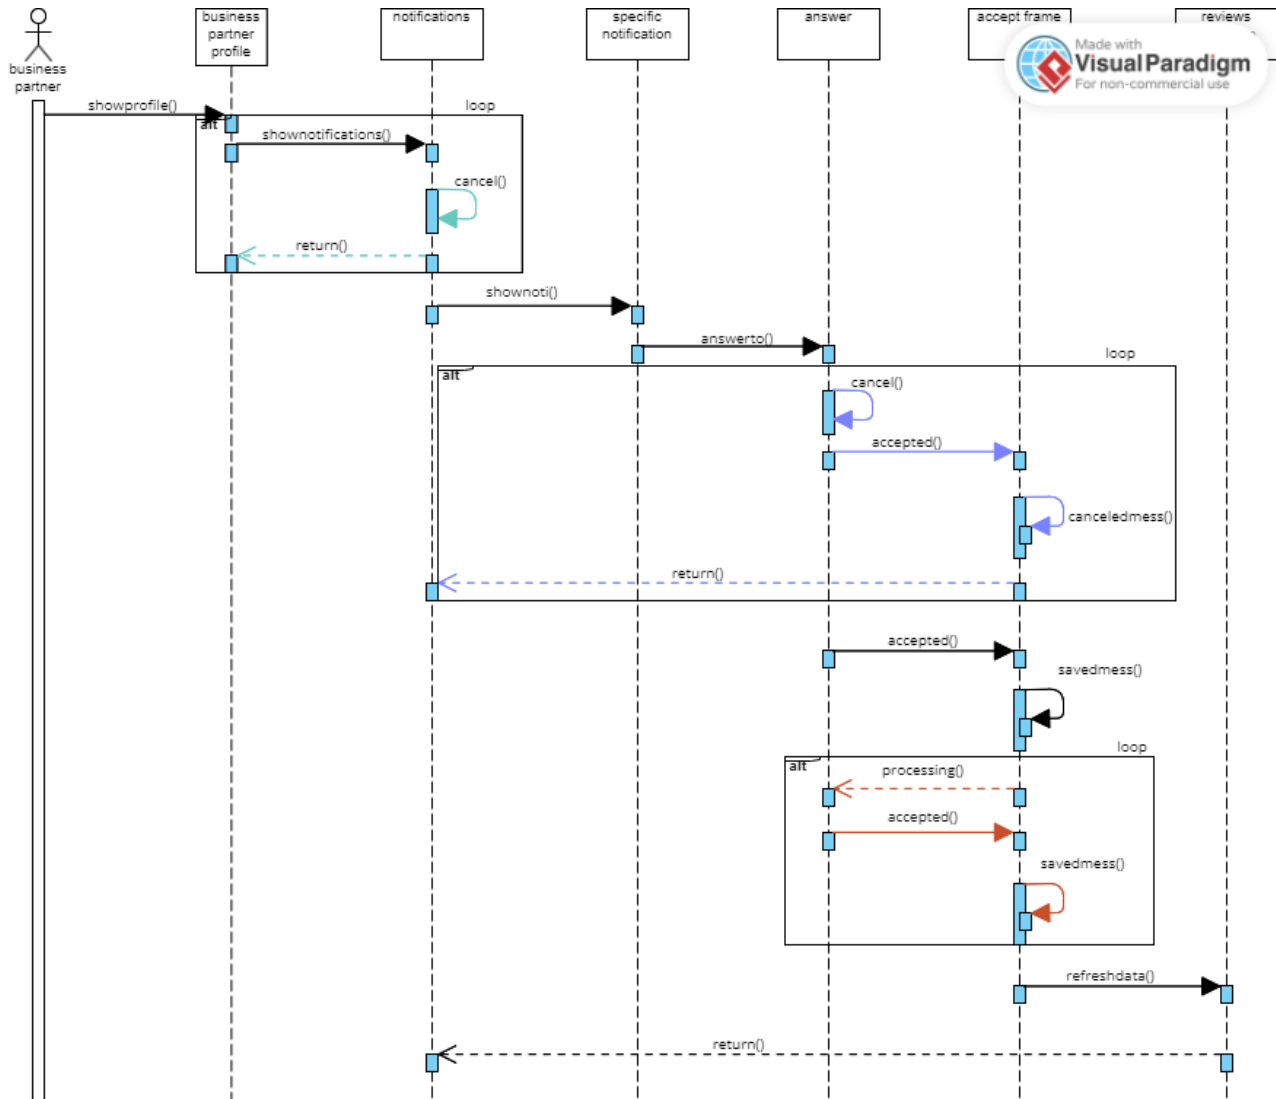 business
partner
business
partner
profile
notifications
specific
notification
answer
accept frame
reviews
Made with
VisualParadigm
For non-commercial use
showprofile()
loop
alt
shownotifications()
cancel()
return()
shownoti()
answerto()
loop
alt
cancel()
accepted()
canceledmess()
return()
accepted()
savedmess()
loop
alt
processing()
accepted()
savedmess()
refreshdata()
return()